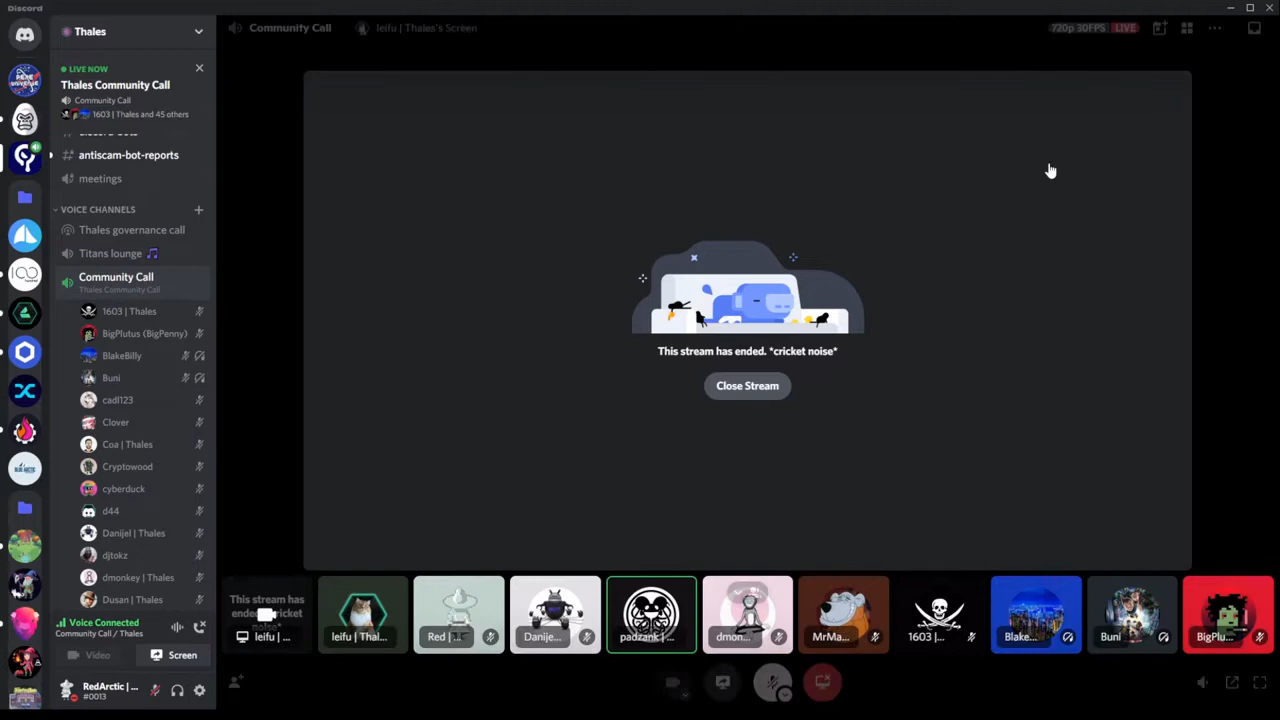 Discord
Thales
Community Call
leifu | Thales's Screen
720p 30FPS LIVE
LIVE NOW
Thales Community Call
Community Call
1603 | Thales and 45 others
antiscam-bot-reports
meetings
VOICE CHANNELS
Thales governance call
Titans lounge
Community Call
Thales Community Call
1603 | Thales
BigPlutus (BigPenny)
BlakeBilly
Buni
cadl123
Clover
Coa | Thales
Cryptowood
cyberduck
d44
Danijel | Thales
djtokz
dmonkey | Thales
Dusan | Thales
Voice Connected
Community Call / Thales
Video
Screen
RedArctic | ...
#0013
This stream has ended. *cricket noise*
Close Stream
This stream has
leifu | ...
leifu | Thal...
Red | ...
Danije...
padzank | ...
dmon...
MrMa...
1603 | ...
Blake...
Buni
BigPlu...